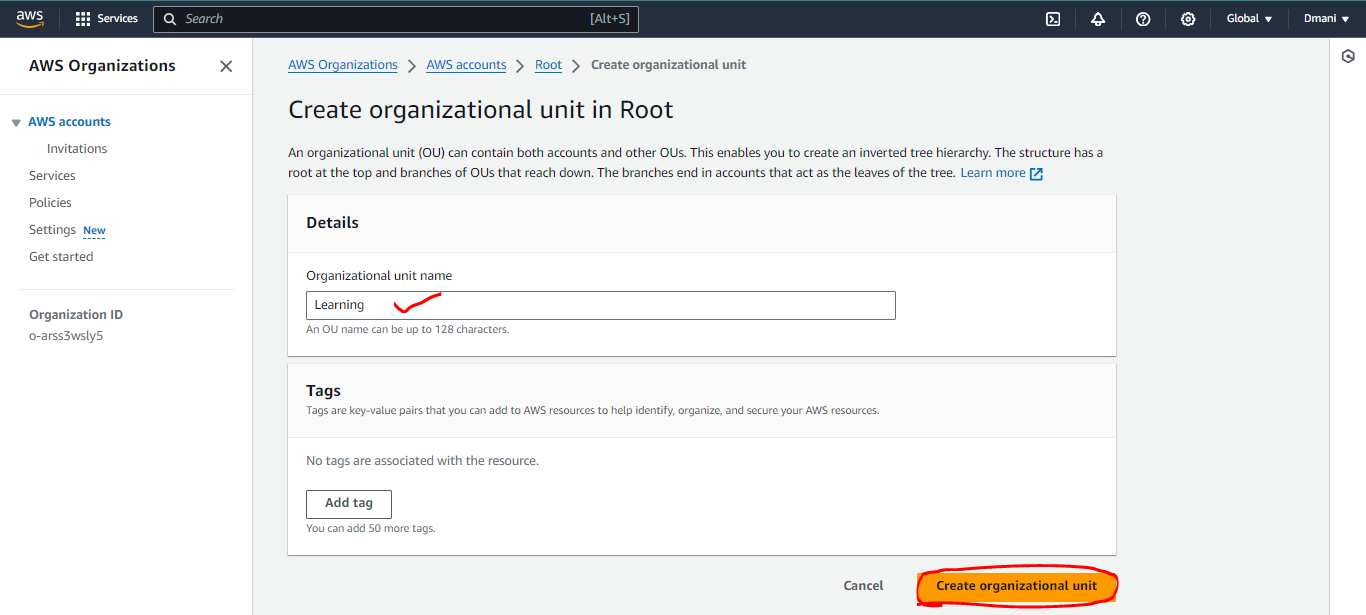 aws
Services
Search [Alt+S]
Global
Dmani
AWS Organizations
AWS accounts
Invitations
Services
Policies
Settings New
Get started
Organization ID
o-arss3wsly5
AWS Organizations > AWS accounts > Root > Create organizational unit
Create organizational unit in Root
An organizational unit (OU) can contain both accounts and other OUs. This enables you to create an inverted tree hierarchy. The structure has a
root at the top and branches of OUs that reach down. The branches end in accounts that act as the leaves of the tree. Learn more
Details
Organizational unit name
Learning
An OU name can be up to 128 characters.
Tags
Tags are key-value pairs that you can add to AWS resources to help identify, organize, and secure your AWS resources.
No tags are associated with the resource.
Add tag
You can add 50 more tags.
Cancel
Create organizational unit